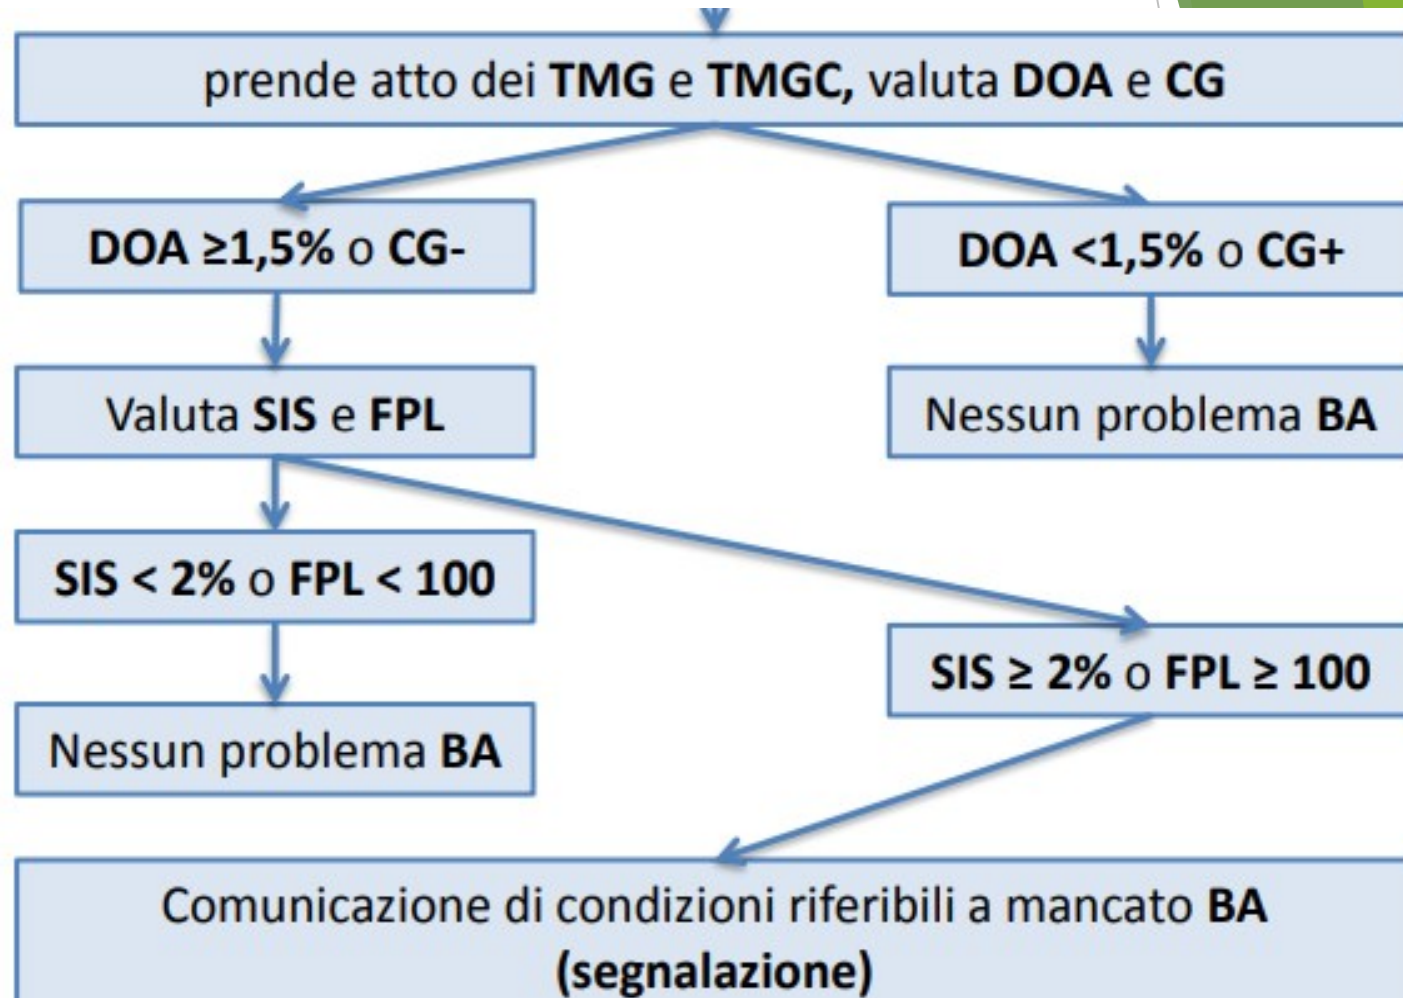 prende atto dei TMG e TMGC, valuta DOA e CG
DOA ≥1,5% o CG-
DOA <1,5% o CG+
Valuta SIS e FPL
Nessun problema BA
SIS < 2% o FPL < 100
SIS ≥ 2% o FPL ≥ 100
Nessun problema BA
Comunicazione di condizioni riferibili a mancato BA
(segnalazione)